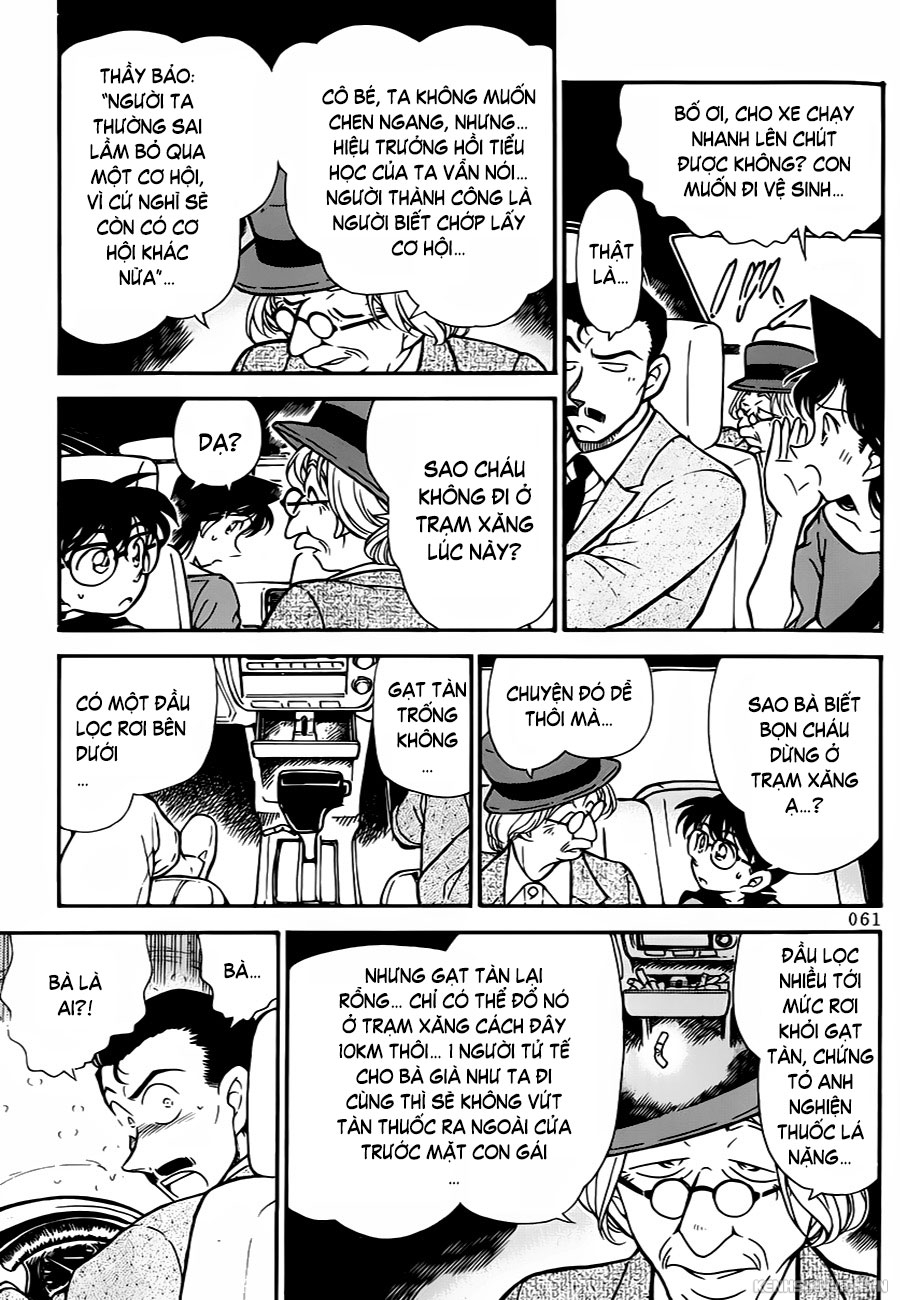 BỐ ƠI, CHO XE CHẠY
NHANH LÊN CHÚT
ĐƯỢC KHÔNG? CON
MUỐN ĐI VỆ SINH...
THẬT
LÀ...
CÔ BÉ, TA KHÔNG MUỐN
CHEN NGANG, NHƯNG...
HIỆU TRƯỞNG HỒI TIỂU
HỌC CỦA TA VẪN NÓI...
NGƯỜI THÀNH CÔNG LÀ
NGƯỜI BIẾT CHỚP LẤY
CƠ HỘI...
THẦY BẢO:
"NGƯỜI TA
THƯỜNG SAI
LẦM BỎ QUA
MỘT CƠ HỘI,
VÌ CỨ NGHĨ SẼ
CÒN CÓ CƠ
HỘI KHÁC
NỮA"...
SAO CHÁU
KHÔNG ĐI Ở
TRẠM XĂNG
LÚC NÀY?
DẠ?
SAO BÀ BIẾT
BỌN CHÁU
DỪNG Ở
TRẠM XĂNG
Ạ...?
CHUYỆN ĐÓ DỄ
THÔI MÀ...
GẠT TÀN
TRỐNG
KHÔNG
...
CÓ MỘT ĐẦU
LỌC RƠI BÊN
DƯỚI
...
061
ĐẦU LỌC
NHIỀU TỚI
MỨC RƠI
KHỎI GẠT
TÀN, CHỨNG
TỎ ANH
NGHIỆN
THUỐC LÁ
NẶNG...
NHƯNG GẠT TÀN LẠI
RỖNG... CHỈ CÓ THỂ ĐỔ NÓ
Ở TRẠM XĂNG CÁCH ĐÂY
10KM THÔI... 1 NGƯỜI TỬ TẾ
CHO BÀ GIÀ NHƯ TA ĐI
CÙNG THÌ SẼ KHÔNG VỨT
TÀN THUỐC RA NGOÀI CỬA
TRƯỚC MẶT CON GÁI
...
BÀ...
BÀ LÀ
AI?!